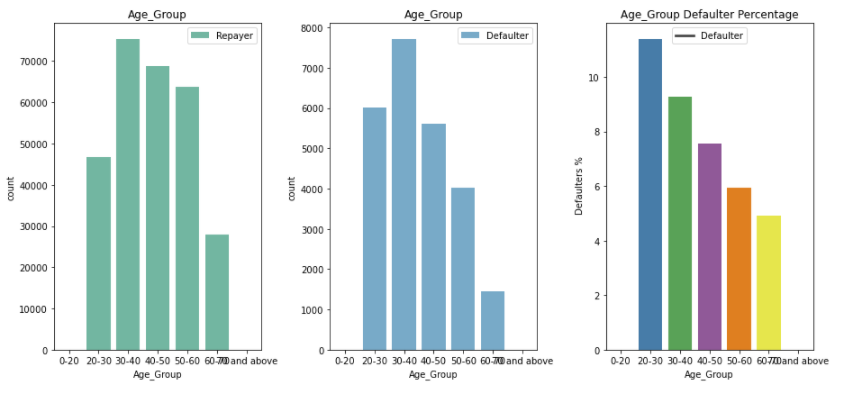 Age_Group
Repayer
count
70000
60000
50000
40000
30000
20000
10000
0
0-20 20-30 30-40 40-50 50-60 60-70 70 and above
Age_Group
Age_Group
Defaulter
count
8000
7000
6000
5000
4000
3000
2000
1000
0
0-20 20-30 30-40 40-50 50-60 60-70 70 and above
Age_Group
Age_Group Defaulter Percentage
Defaulter
Defaulters %
10
8
6
4
2
0
0-20 20-30 30-40 40-50 50-60 60-70 70 and above
Age_Group